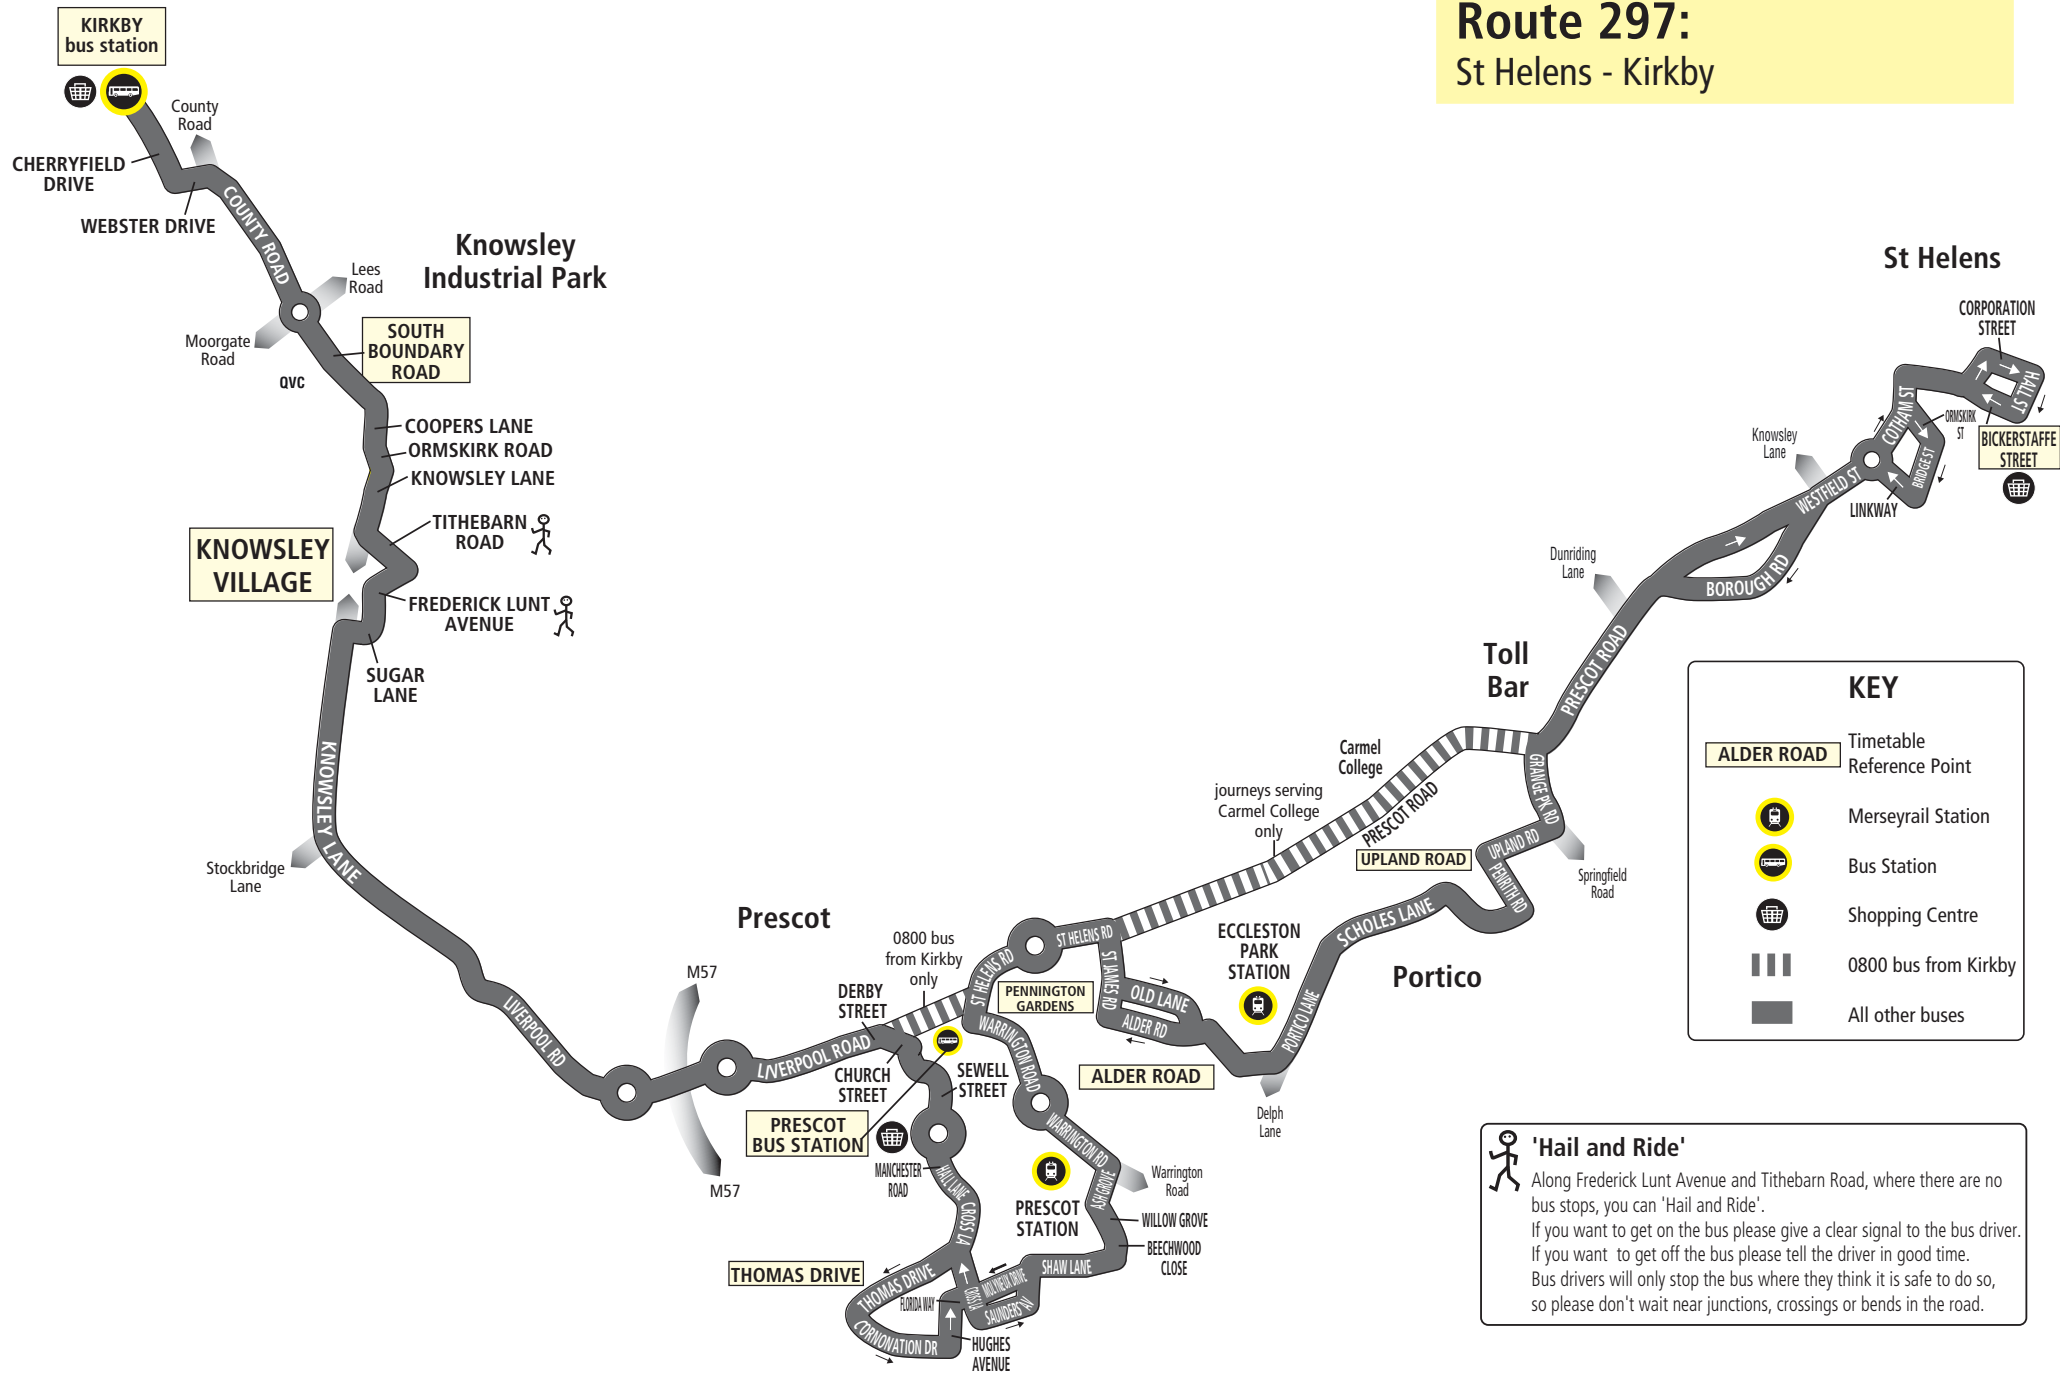 Route 297:
St Helens - Kirkby
KIRKBY
bus station
County
Road
CHERRYFIELD
DRIVE
WEBSTER DRIVE
COUNTY ROAD
Knowsley
Industrial Park
Lees
Road
Moorgate
Road
QVC
SOUTH
BOUNDARY
ROAD
COOPERS LANE
ORMSKIRK ROAD
KNOWSLEY LANE
TITHEBARN
ROAD
KNOWSLEY
VILLAGE
FREDERICK LUNT
AVENUE
SUGAR
LANE
KNOWSLEY LANE
Stockbridge
Lane
LIVERPOOL RD
M57
M57
Prescot
LIVERPOOL ROAD
DERBY
STREET
0800 bus
from Kirkby
only
CHURCH
STREET
SEWELL
STREET
PRESCOT
BUS STATION
MANCHESTER
ROAD
HALL LANE
CROSS LA
THOMAS DRIVE
THOMAS DRIVE
CORNONATION DR
FLORIDA WAY
HUGHES
AVENUE
CROSS LA
MOLYNEUX DRIVE
SAUNDERS AV
SHAW LANE
BEECHWOOD
CLOSE
WILLOW GROVE
ASH GROVE
Warrington
Road
WARRINGTON RD
PRESCOT
STATION
WARRINGTON ROAD
ST HELENS RD
ST HELENS RD
PENNINGTON
GARDENS
ST JAMES RD
OLD LANE
ALDER RD
ALDER ROAD
ECCLESTON
PARK
STATION
Delph
Lane
PORTICO LANE
Portico
SCHOLES LANE
PENRITH RD
UPLAND RD
UPLAND ROAD
Springfield
Road
GRANGE PK RD
journeys serving
Carmel College
only
Carmel
College
PRESCOT ROAD
Toll
Bar
PRESCOT ROAD
Dunriding
Lane
BOROUGH RD
Knowsley
Lane
WESTFIELD ST
LINKWAY
BRIDGE ST
COTHAM ST
ORMSKIRK
ST
St Helens
CORPORATION
STREET
HALL ST
BICKERSTAFFE
STREET
KEY
ALDER ROAD
Timetable
Reference Point
Merseyrail Station
Bus Station
Shopping Centre
0800 bus from Kirkby
All other buses
'Hail and Ride'
Along Frederick Lunt Avenue and Tithebarn Road, where there are no
bus stops, you can 'Hail and Ride'.
If you want to get on the bus please give a clear signal to the bus driver.
If you want to get off the bus please tell the driver in good time.
Bus drivers will only stop the bus where they think it is safe to do so,
so please don't wait near junctions, crossings or bends in the road.